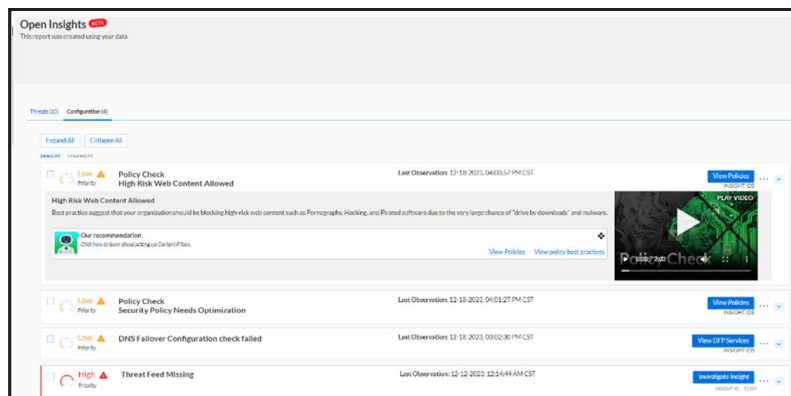 Open Insights BETA
This report was created using your data
Threats (10) Configuration (4)
Expand All Collapse All
Select All Unselect All
Low
Priority
Policy Check
High Risk Web Content Allowed
Last Observation: 12-18-2023, 04:00:57 PM CST
View Policies
INSIGHT IDS
High Risk Web Content Allowed
Best practice suggest that your organization should be blocking high-risk web content such as Pornography, Hacking, and Pirated software due to the very large chance of "drive by downloads" and malware.
Our recommendation
Click here to learn about setting up Content Filters.
View Policies View policy best practices
PLAY VIDEO
Policy Check
0:00 / 2:02
Low
Priority
Policy Check
Security Policy Needs Optimization
Last Observation: 12-18-2023, 04:01:27 PM CST
View Policies
INSIGHT IDS
Low
Priority
DNS Failover Configuration check failed
Last Observation: 12-18-2023, 03:02:30 PM CST
View DFP Services
INSIGHT IDS
High
Priority
Threat Feed Missing
Last Observation: 12-12-2023, 12:14:44 AM CST
Investigate Insight
INSIGHT ID